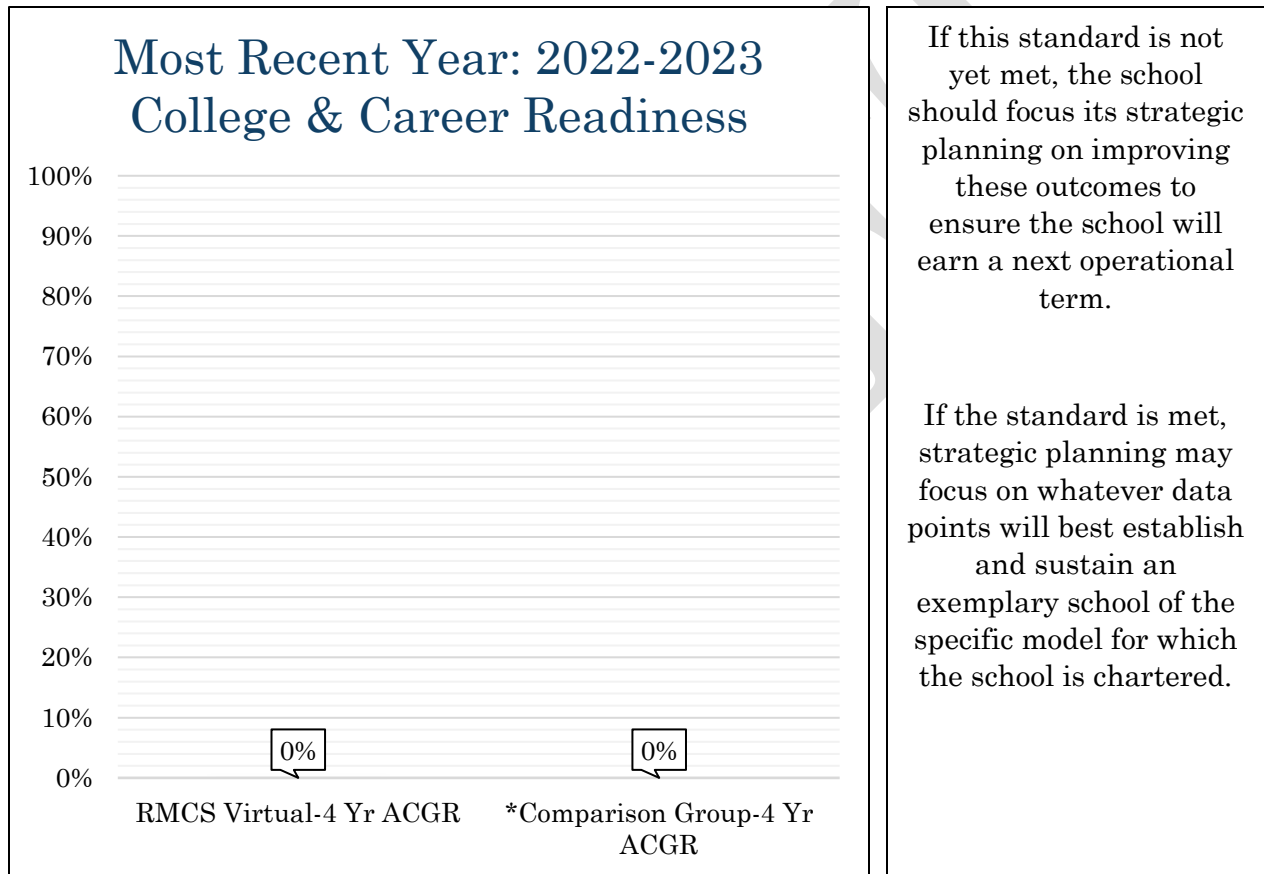 Most Recent Year: 2022-2023
College & Career Readiness
100%
90%
80%
70%
60%
50%
40%
30%
20%
10%
0%
0%
0%
RMCS Virtual-4 Yr ACGR
*Comparison Group-4 Yr
ACGR
If this standard is not
yet met, the school
should focus its strategic
planning on improving
these outcomes to
ensure the school will
earn a next operational
term.
If the standard is met,
strategic planning may
focus on whatever data
points will best establish
and sustain an
exemplary school of the
specific model for which
the school is chartered.